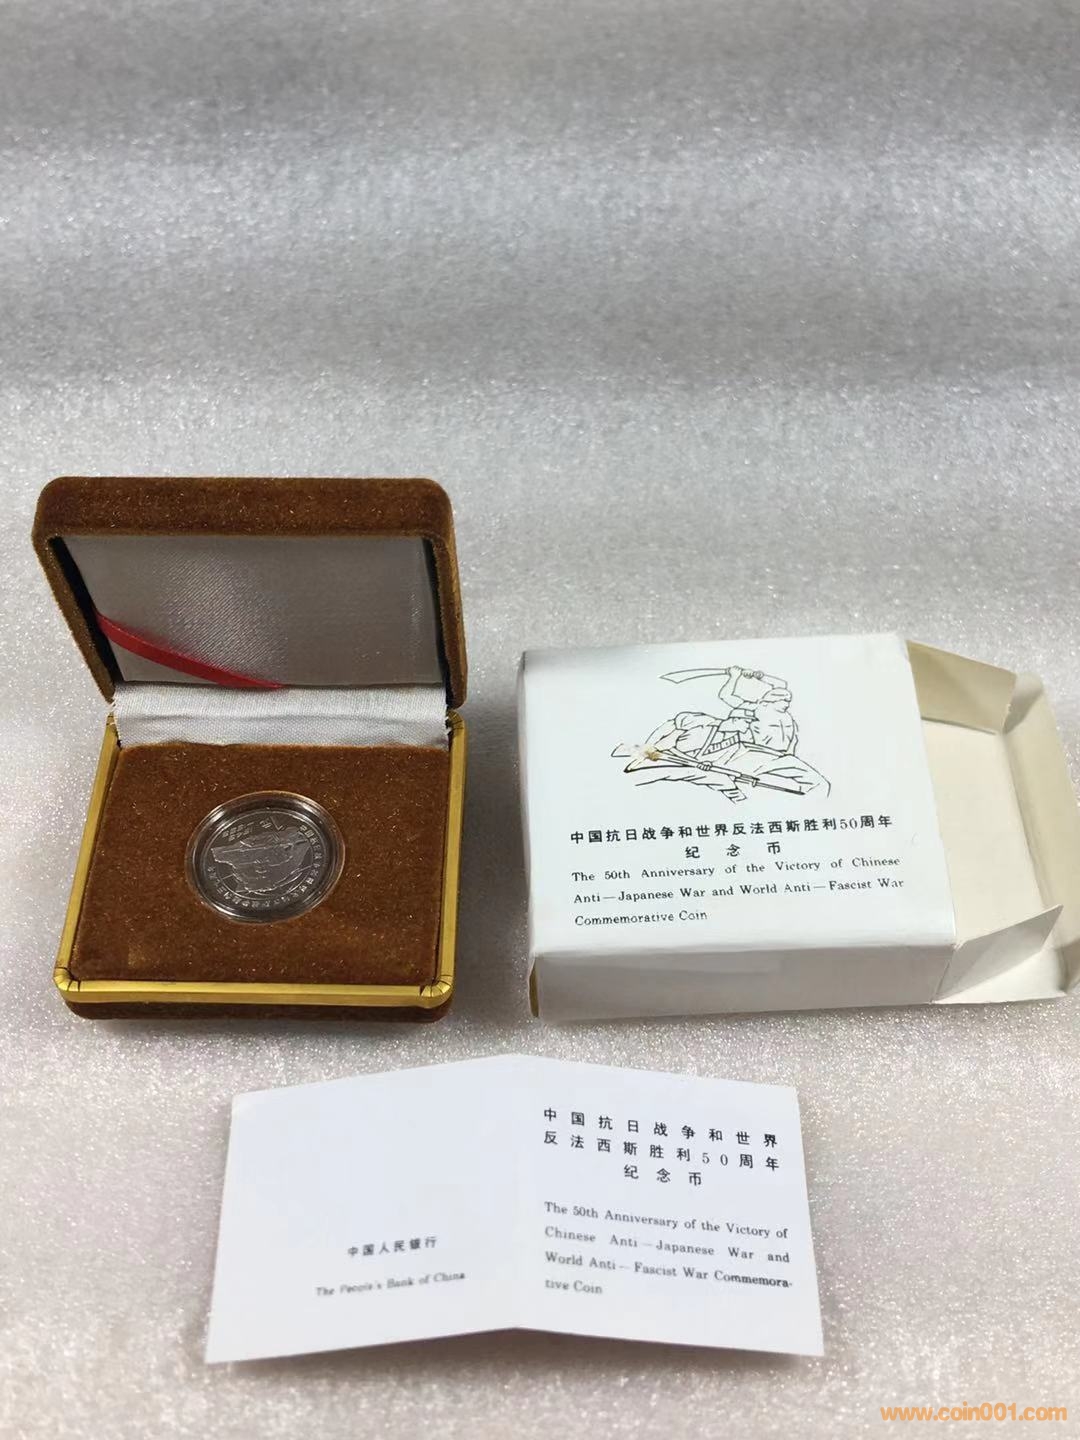 中国抗日战争和世界反法西斯胜利50周年
纪念币
The 50th Anniversary of the Victory of Chinese
Anti—Japanese War and World Anti—Fascist War
Commemorative Coin
中国人民银行
The People's Bank of China
中国抗日战争和世界
反法西斯胜利50周年
纪念币
The 50th Anniversary of the Victory of
Chinese Anti—Japanese War and
World Anti—Fascist War Commemora-
tive Coin
www.coin001.com